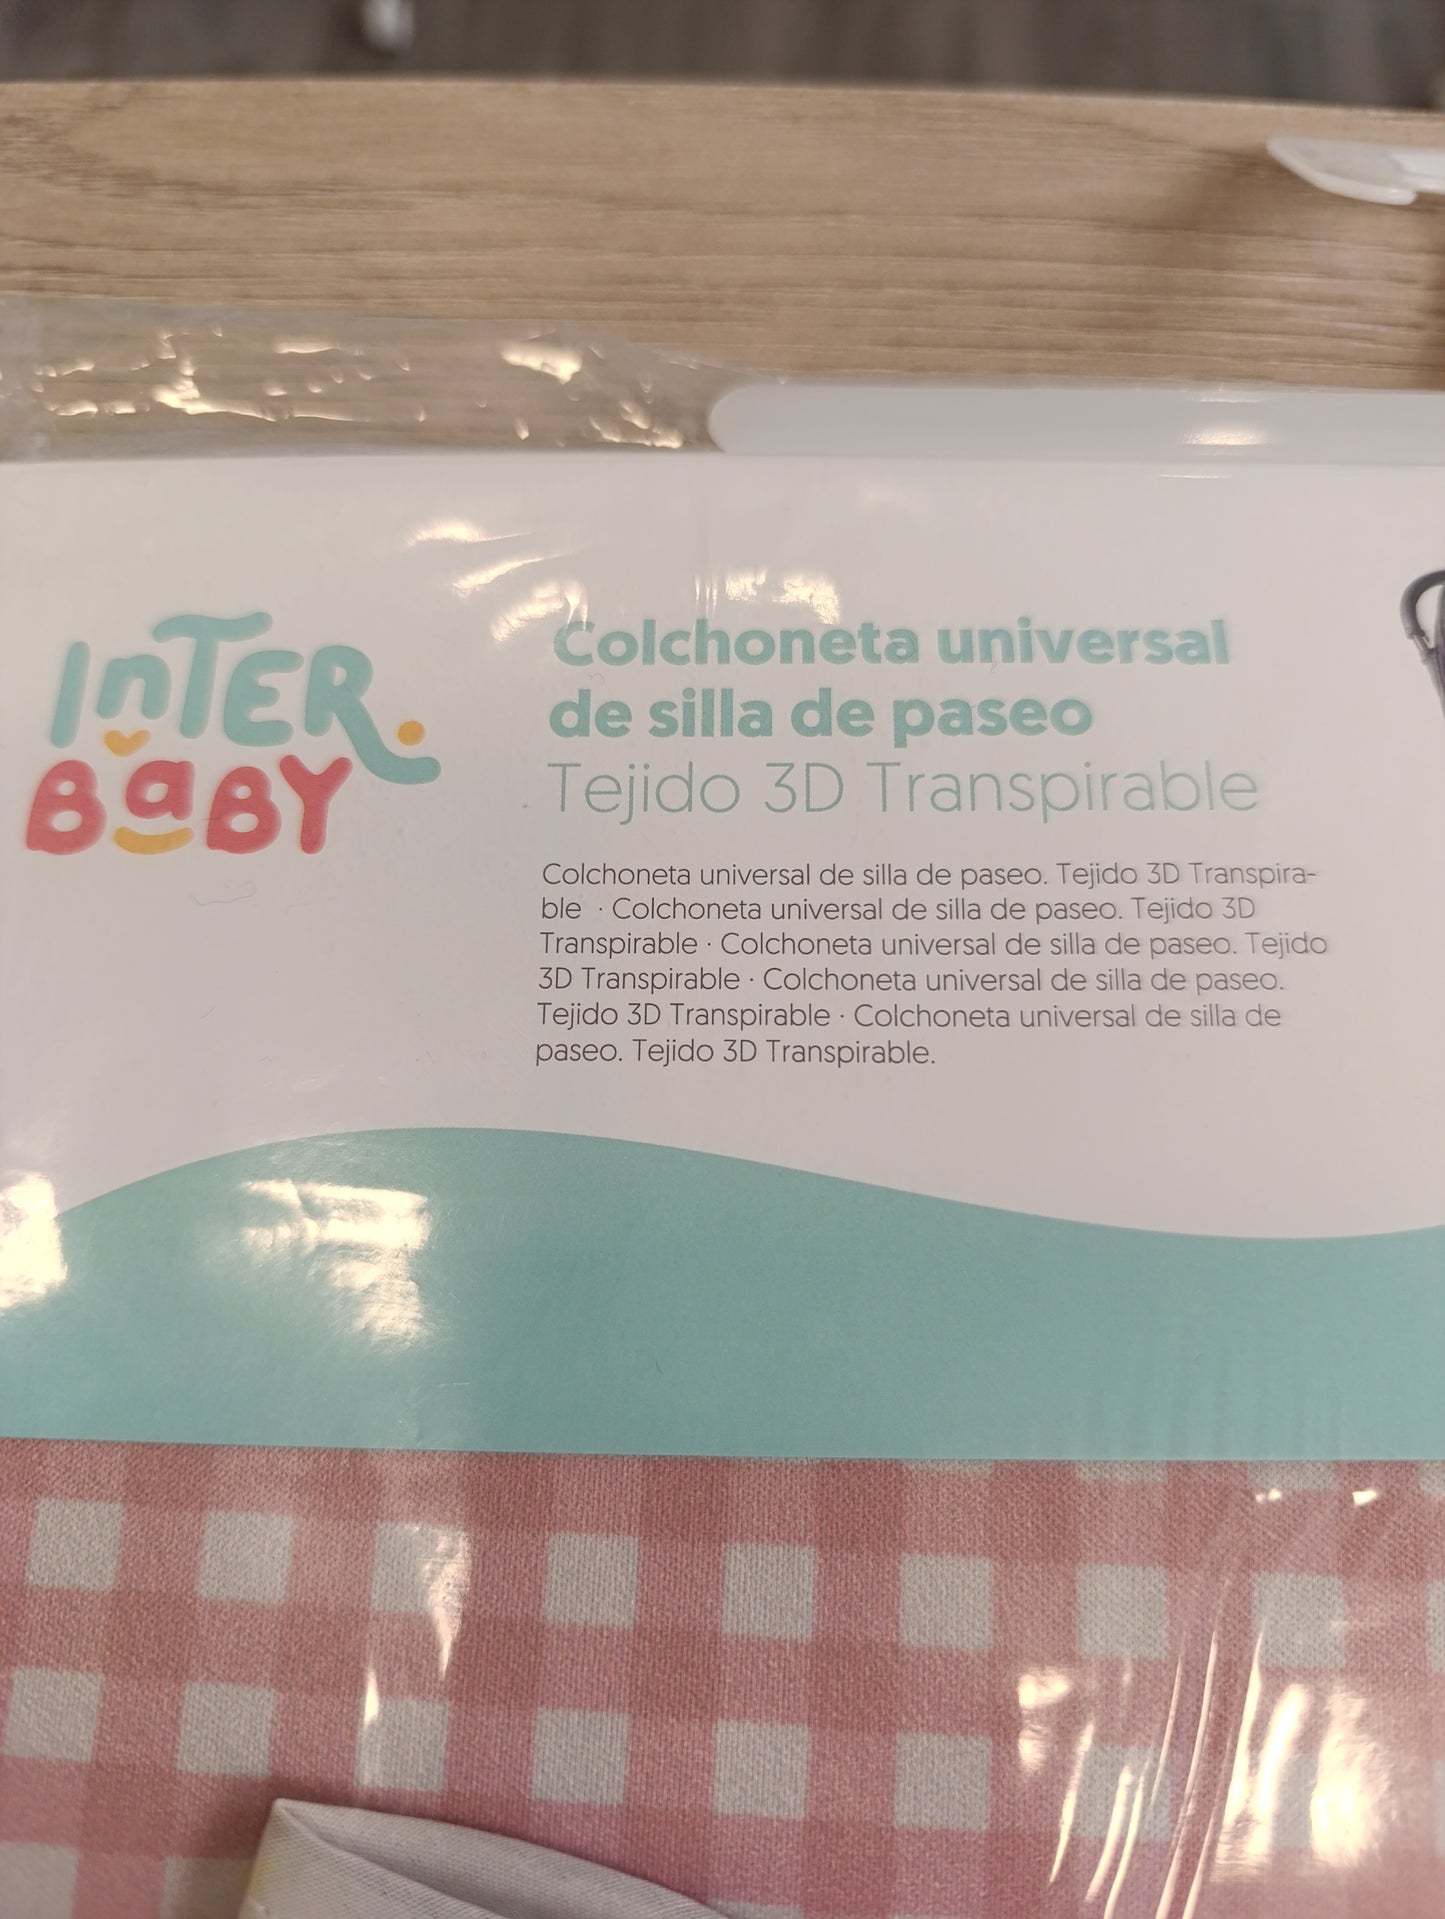 InTER
BaBY
Colchoneta universal
de silla de paseo
Tejido 3D Transpirable
Colchoneta universal de silla de paseo. Tejido 3D Transpira-
ble · Colchoneta universal de silla de paseo. Tejido 3D
Transpirable · Colchoneta universal de silla de paseo. Tejido
3D Transpirable · Colchoneta universal de silla de paseo.
Tejido 3D Transpirable · Colchoneta universal de silla de
paseo. Tejido 3D Transpirable.